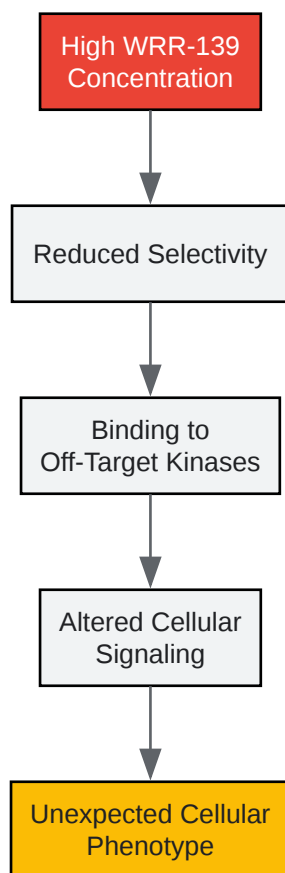 High WRR-139
Concentration
Reduced Selectivity
Binding to
Off-Target Kinases
Altered Cellular
Signaling
Unexpected Cellular
Phenotype